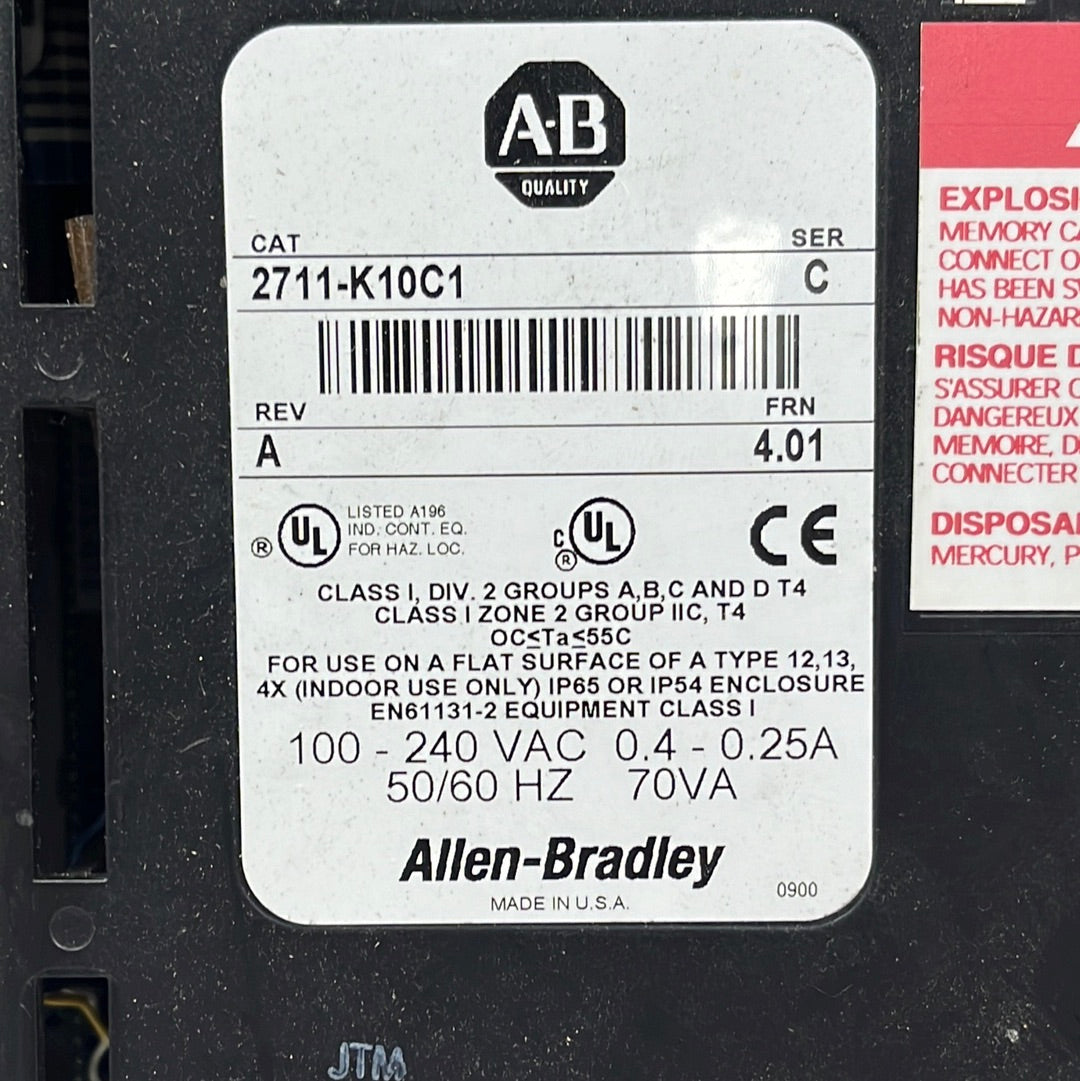 A-B
QUALITY
CAT SER
2711-K10C1 C
REV FRN
A 4.01
® UL LISTED A196
IND. CONT. EQ.
FOR HAZ. LOC.
C UL ®
CE
CLASS I, DIV. 2 GROUPS A,B,C AND D T4
CLASS I ZONE 2 GROUP IIC, T4
OC≤Ta≤55C
FOR USE ON A FLAT SURFACE OF A TYPE 12,13,
4X (INDOOR USE ONLY) IP65 OR IP54 ENCLOSURE
EN61131-2 EQUIPMENT CLASS I
100 - 240 VAC 0.4 - 0.25A
50/60 HZ 70VA
Allen-Bradley
MADE IN U.S.A.
0900
JTM
EXPLOSI
MEMORY CA
CONNECT O
HAS BEEN S
NON-HAZAR
RISQUE D
S'ASSURER
DANGEREUX
MEMOIRE, D
CONNECTER
DISPOSA
MERCURY, P